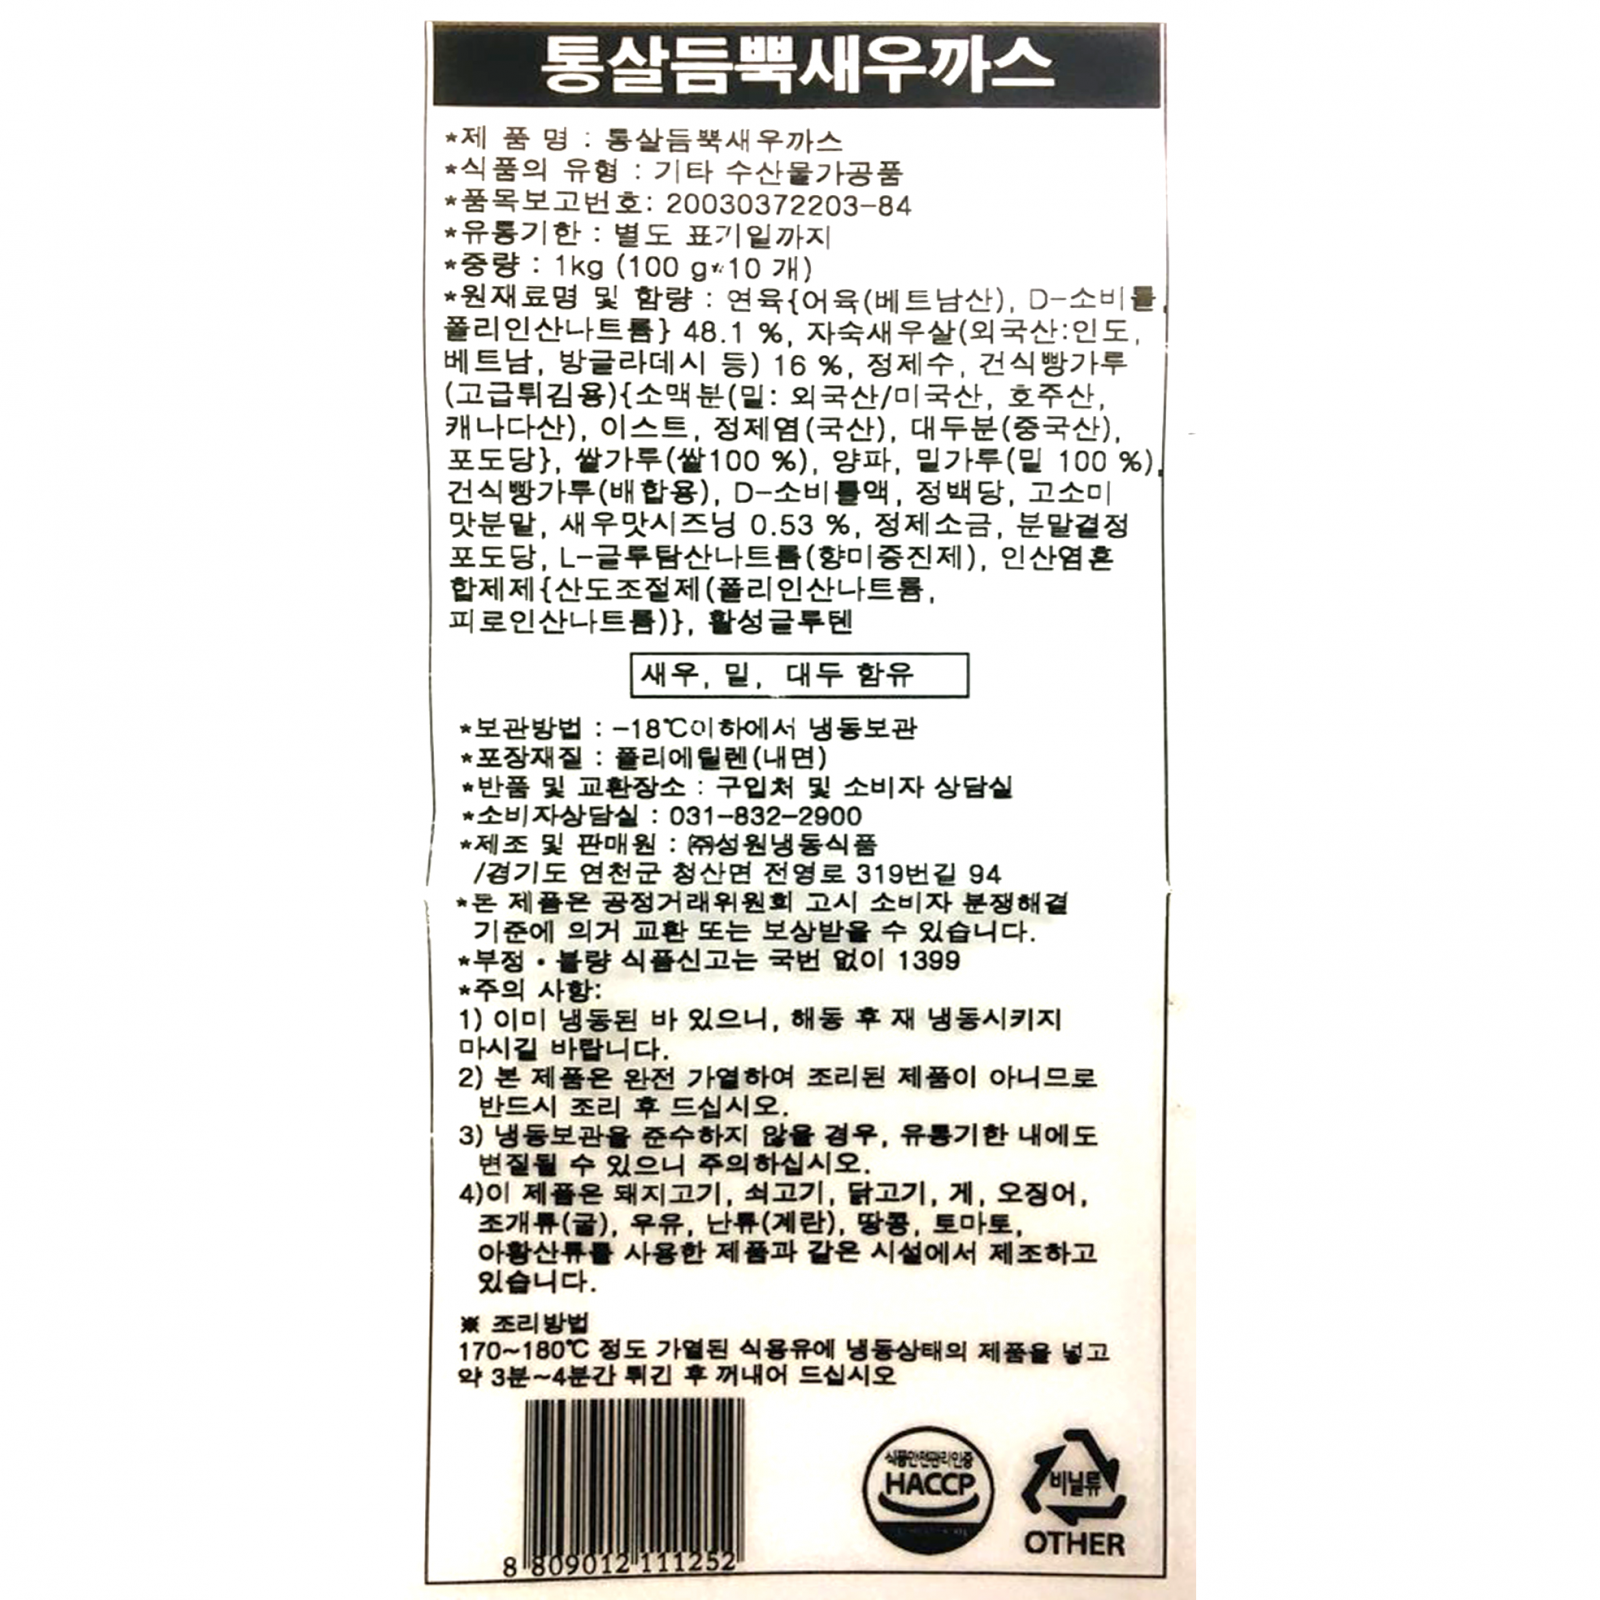 통살듬뿍새우까스
*제 품 명 : 통살듬뿍새우까스
*식품의 유형 : 기타 수산물가공품
*품목보고번호: 20030372203-84
*유통기한 : 별도 표기일까지
*중량 : 1kg (100 g*10 개)
*원재료명 및 함량 : 연육{어육(베트남산), D-소비톨,
폴리인산나트륨} 48.1 %, 자숙새우살(외국산:인도,
베트남, 방글라데시 등) 16 %, 정제수, 건식빵가루
(고급튀김용){소맥분(밀: 외국산/미국산, 호주산,
캐나다산), 이스트, 정제염(국산), 대두분(중국산),
포도당}, 쌀가루(쌀100 %), 양파, 밀가루(밀 100 %),
건식빵가루(배합용), D-소비톨액, 정백당, 고소미
맛분말, 새우맛시즈닝 0.53 %, 정제소금, 분말결정
포도당, L-글루탐산나트륨(향미증진제), 인산염혼
합제제{산도조절제(폴리인산나트륨,
피로인산나트륨)}, 활성글루텐
새우, 밀, 대두 함유
*보관방법 : -18℃이하에서 냉동보관
*포장재질 : 폴리에틸렌(내면)
*반품 및 교환장소 : 구입처 및 소비자 상담실
*소비자상담실 : 031-832-2900
*제조 및 판매원 : ㈜성원냉동식품
/경기도 연천군 청산면 전영로 319번길 94
*본 제품은 공정거래위원회 고시 소비자 분쟁해결
기준에 의거 교환 또는 보상받을 수 있습니다.
*부정・불량 식품신고는 국번 없이 1399
*주의 사항:
1) 이미 냉동된 바 있으니, 해동 후 재 냉동시키지
마시길 바랍니다.
2) 본 제품은 완전 가열하여 조리된 제품이 아니므로
반드시 조리 후 드십시오.
3) 냉동보관을 준수하지 않을 경우, 유통기한 내에도
변질될 수 있으니 주의하십시오.
4)이 제품은 돼지고기, 쇠고기, 닭고기, 게, 오징어,
조개류(굴), 우유, 난류(계란), 땅콩, 토마토,
아황산류를 사용한 제품과 같은 시설에서 제조하고
있습니다.
※ 조리방법
170~180℃ 정도 가열된 식용유에 냉동상태의 제품을 넣고
약 3분~4분간 튀긴 후 꺼내어 드십시오
8 809012 111252
식품안전관리인증
HACCP
비닐류
OTHER